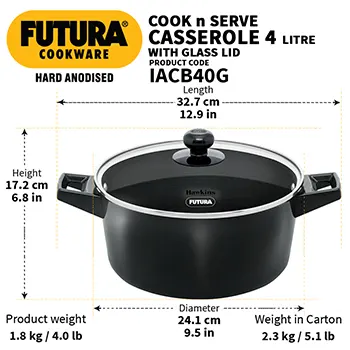 FUTURA®
COOKWARE
HARD ANODISED
COOK n SERVE
CASSEROLE 4 LITRE
WITH GLASS LID
PRODUCT CODE
IACB40G
Length
32.7 cm
12.9 in
Height
17.2 cm
6.8 in
Hawkins
FUTURA
Diameter
24.1 cm
9.5 in
Product weight
1.8 kg / 4.0 lb
Weight in Carton
2.3 kg / 5.1 lb